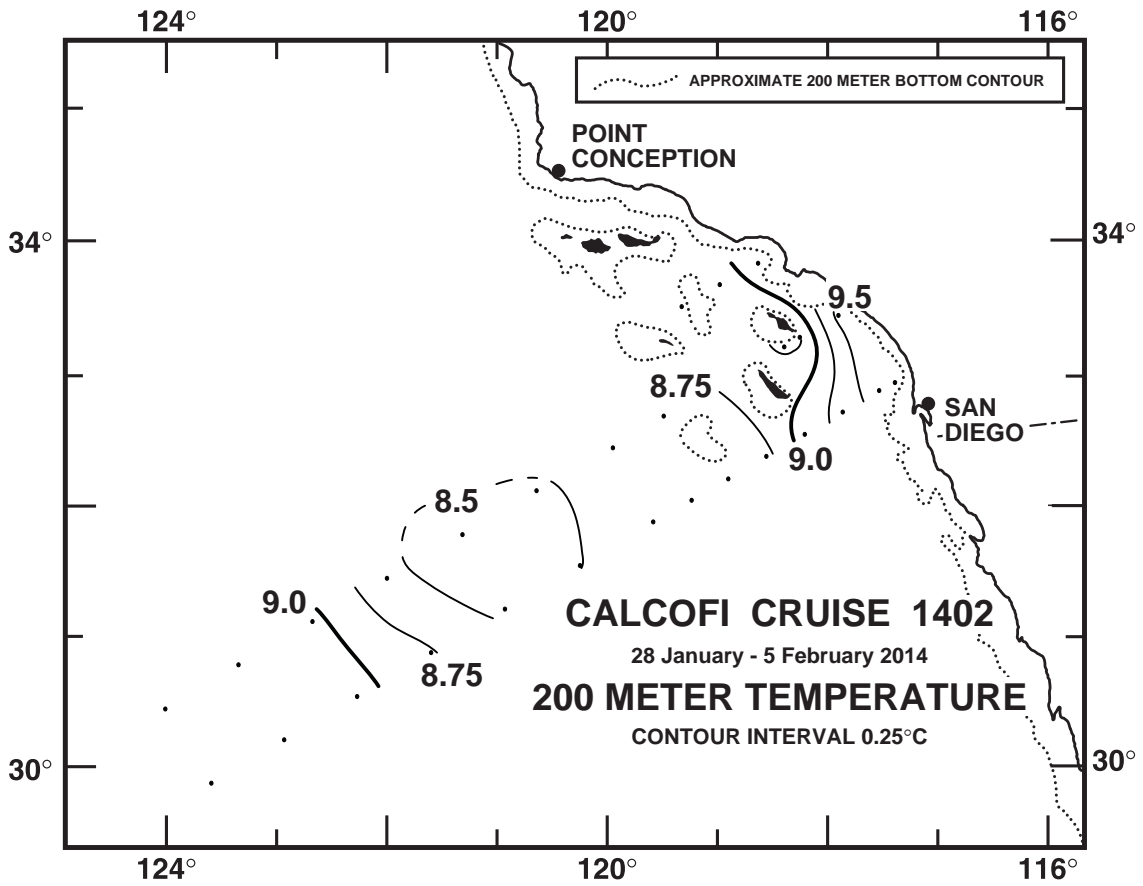 124° 120° 116°
APPROXIMATE 200 METER BOTTOM CONTOUR
POINT
CONCEPTION
34° 34°
9.5
8.75
SAN
DIEGO
9.0
8.5
9.0
8.75
CALCOFI CRUISE 1402
28 January - 5 February 2014
200 METER TEMPERATURE
CONTOUR INTERVAL 0.25°C
30° 30°
124° 120° 116°